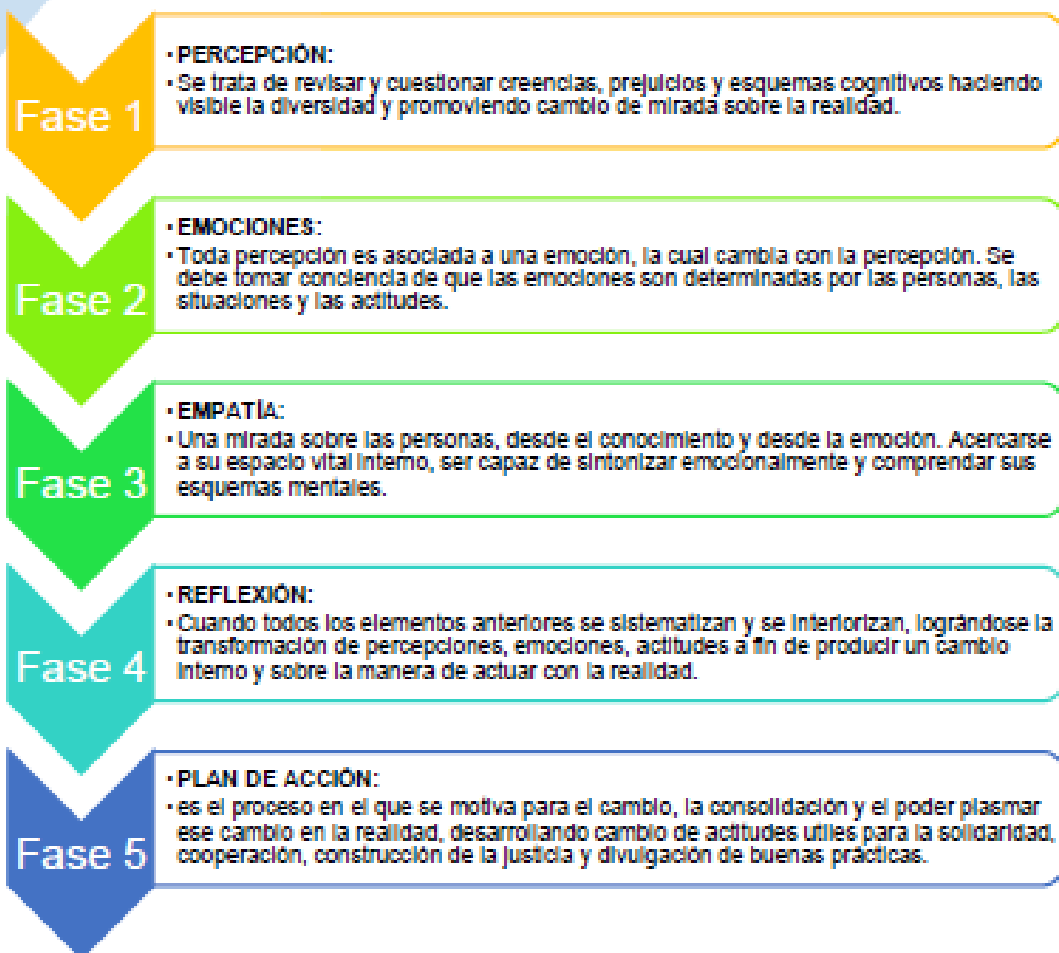 Fase 1
• PERCEPCIÓN:
• Se trata de revisar y cuestionar creencias, prejuicios y esquemas cognitivos haciendo
visible la diversidad y promoviendo cambio de mirada sobre la realidad.
Fase 2
• EMOCIONES:
• Toda percepción es asociada a una emoción, la cual cambia con la percepción. Se
debe tomar conciencia de que las emociones son determinadas por las personas, las
situaciones y las actitudes.
Fase 3
• EMPATÍA:
• Una mirada sobre las personas, desde el conocimiento y desde la emoción. Acercarse
a su espacio vital interno, ser capaz de sintonizar emocionalmente y comprendar sus
esquemas mentales.
Fase 4
• REFLEXIÓN:
• Cuando todos los elementos anteriores se sistematizan y se interiorizan, lográndose la
transformación de percepciones, emociones, actitudes a fin de producir un cambio
interno y sobre la manera de actuar con la realidad.
Fase 5
• PLAN DE ACCIÓN:
• es el proceso en el que se motiva para el cambio, la consolidación y el poder plasmar
ese cambio en la realidad, desarrollando cambio de actitudes utiles para la solidaridad,
cooperación, construcción de la justicia y divulgación de buenas prácticas.